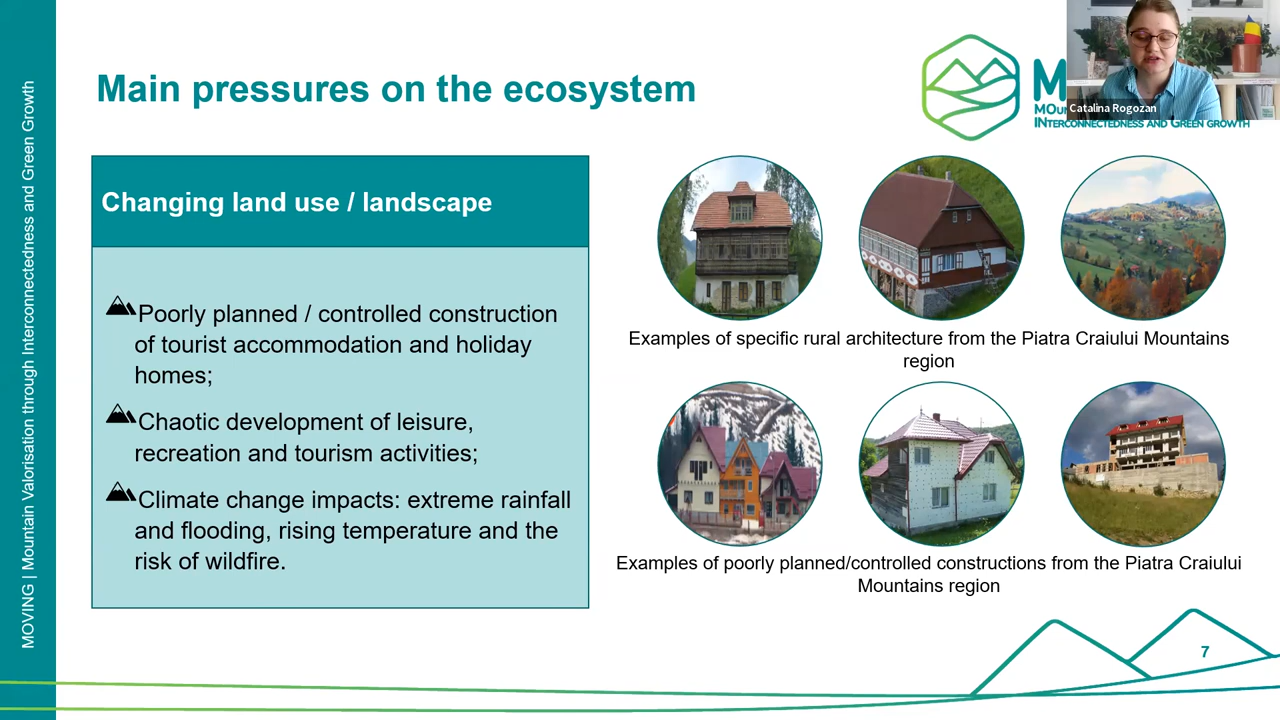 MOVING | Mountain Valorisation through Interconnectedness and Green Growth
Main pressures on the ecosystem
Catalina Rogozan
INTERCONNECTEDNESS AND GREEN GROWTH
Changing land use / landscape
Poorly planned / controlled construction
of tourist accommodation and holiday
homes;
Chaotic development of leisure,
recreation and tourism activities;
Climate change impacts: extreme rainfall
and flooding, rising temperature and the
risk of wildfire.
Examples of specific rural architecture from the Piatra Craiului Mountains
region
Examples of poorly planned/controlled constructions from the Piatra Craiului
Mountains region
7